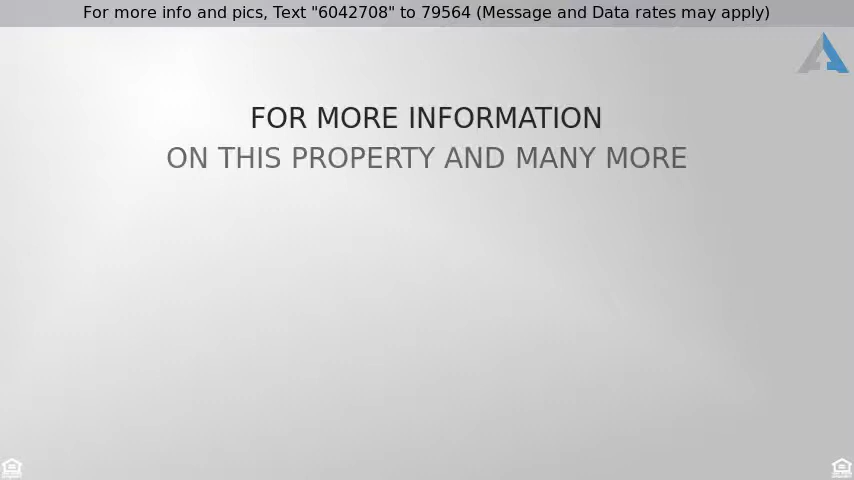 For more info and pics, Text "6042708" to 79564 (Message and Data rates may apply)
FOR MORE INFORMATION
ON THIS PROPERTY AND MANY MORE